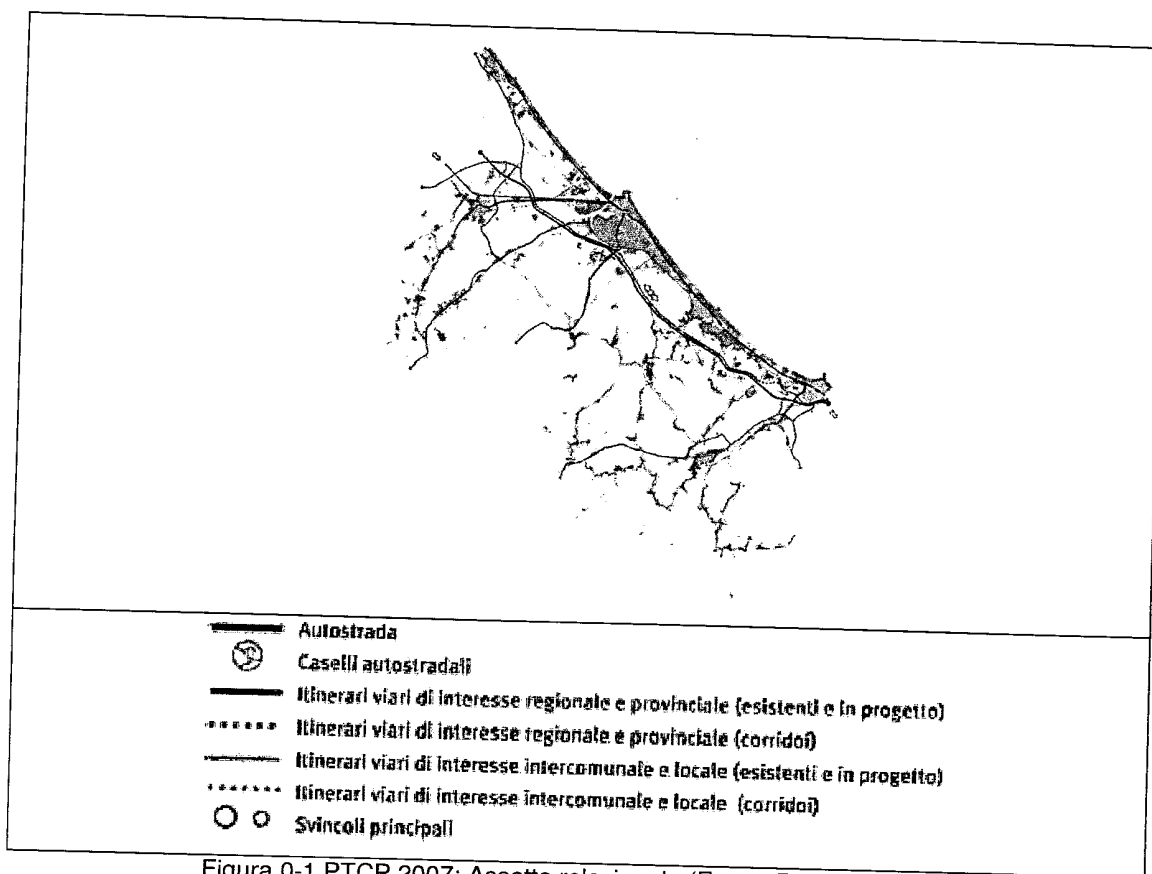 Autostrada
Caselli autostradali
Itinerari viari di interesse regionale e provinciale (esistenti e in progetto)
Itinerari viari di interesse regionale e provinciale (corridoi)
Itinerari viari di interesse intercomunale e locale (esistenti e in progetto)
Itinerari viari di interesse intercomunale e locale (corridoi)
Svincoli principali
Figura 0-1 PTCP 2007: Assetto